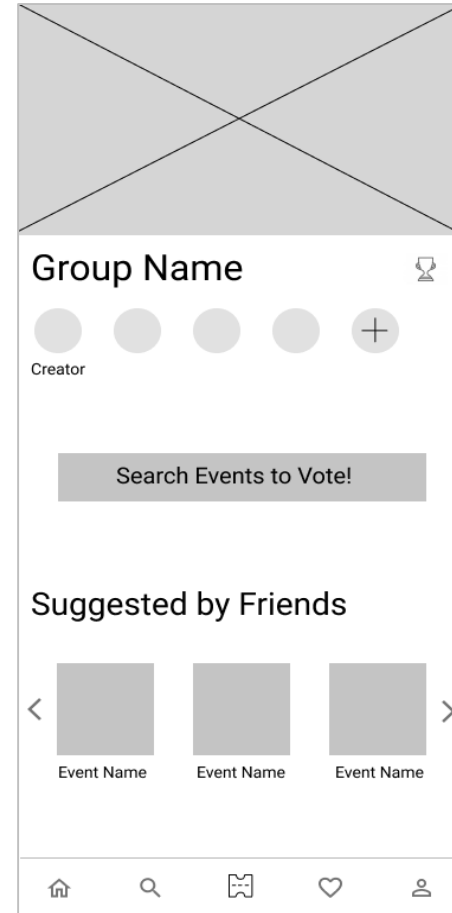 Group Name
Creator
Search Events to Vote!
Suggested by Friends
Event Name Event Name Event Name